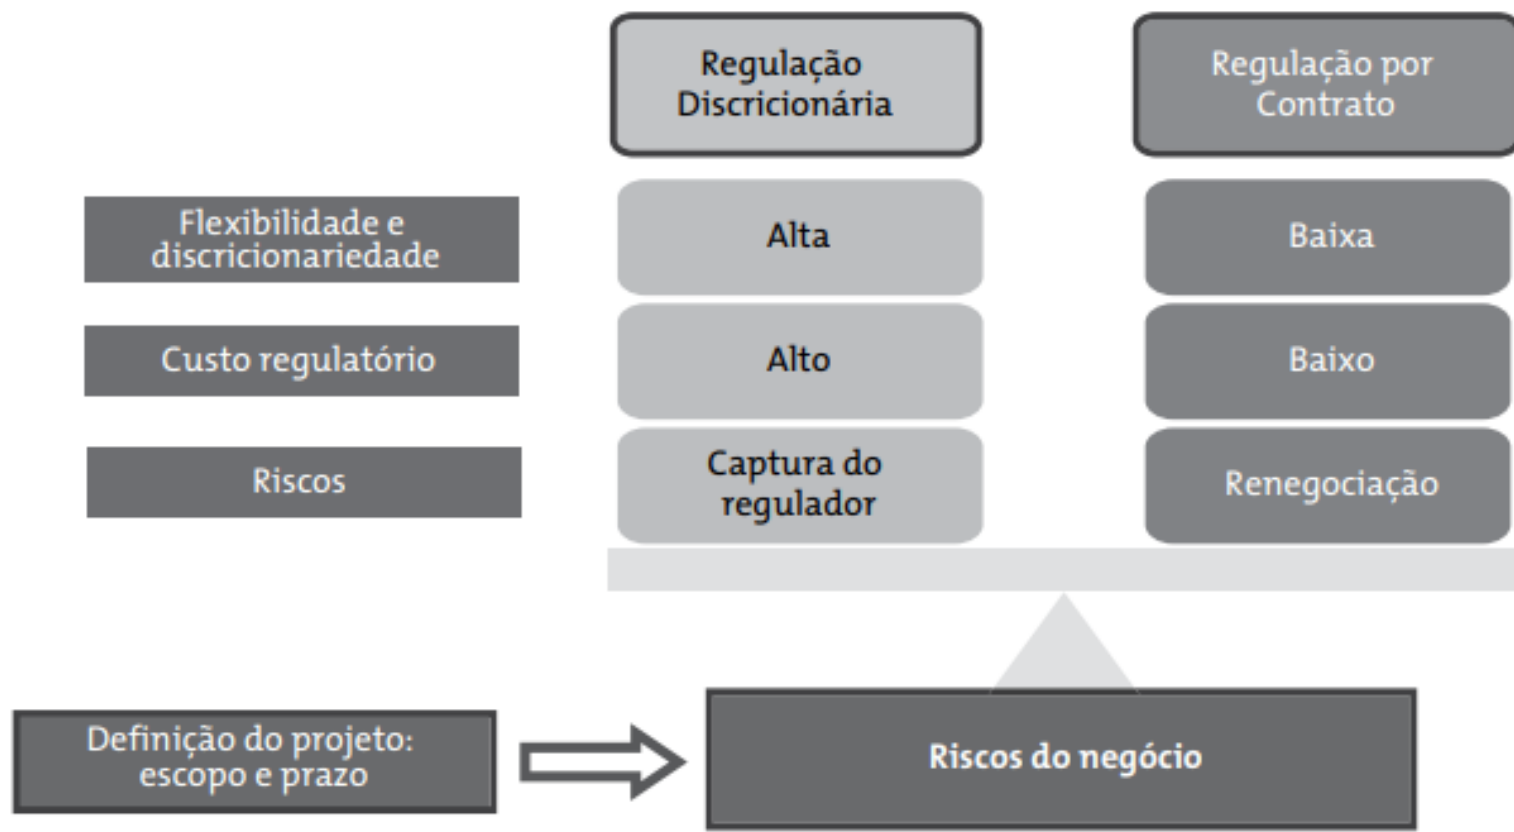 Regulação
Discricionária
Regulação por
Contrato
Flexibilidade e
discricionariedade
Alta
Baixa
Custo regulatório
Alto
Baixo
Riscos
Captura do
regulador
Renegociação
Definição do projeto:
escopo e prazo
Riscos do negócio